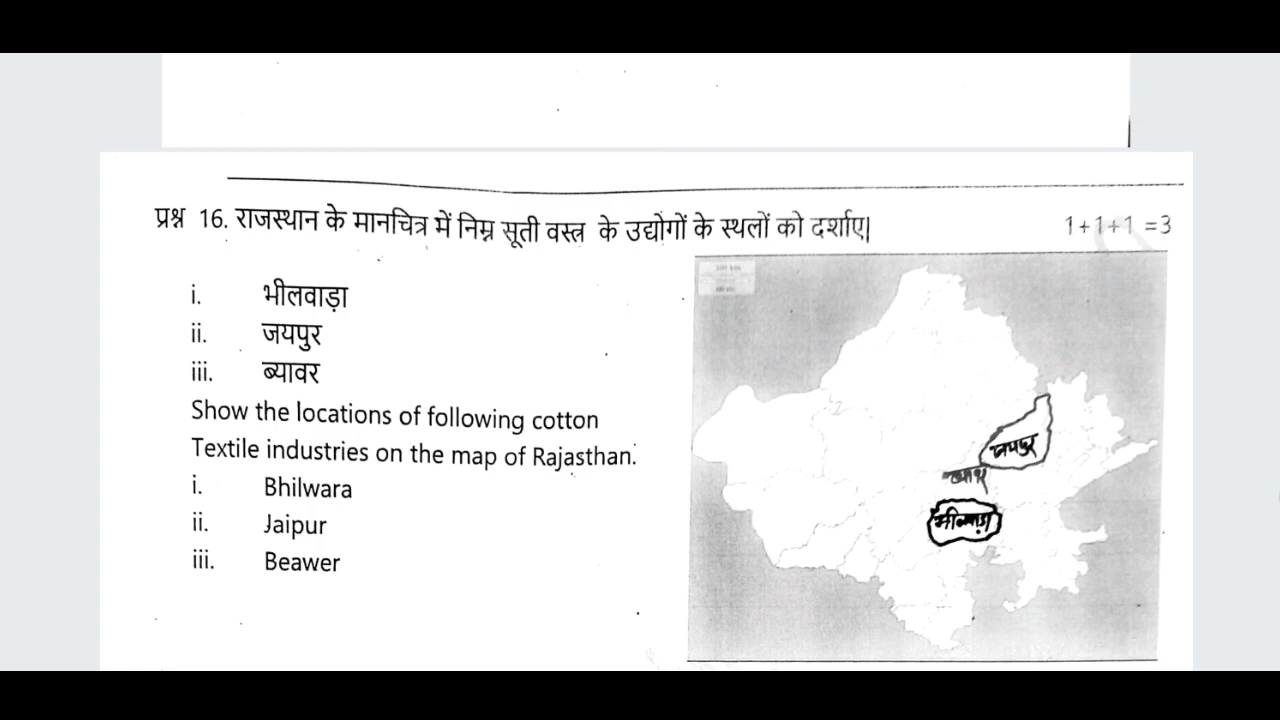 प्रश्न 16. राजस्थान के मानचित्र में निम्न सूती वस्त्र के उद्योगों के स्थलों को दर्शाए|
1+1+1 =3
i. भीलवाड़ा
ii. जयपुर
iii. ब्यावर
Show the locations of following cotton
Textile industries on the map of Rajasthan.
i. Bhilwara
ii. Jaipur
iii. Beawer
जयपुर
ब्यावर
भीलवाड़ा